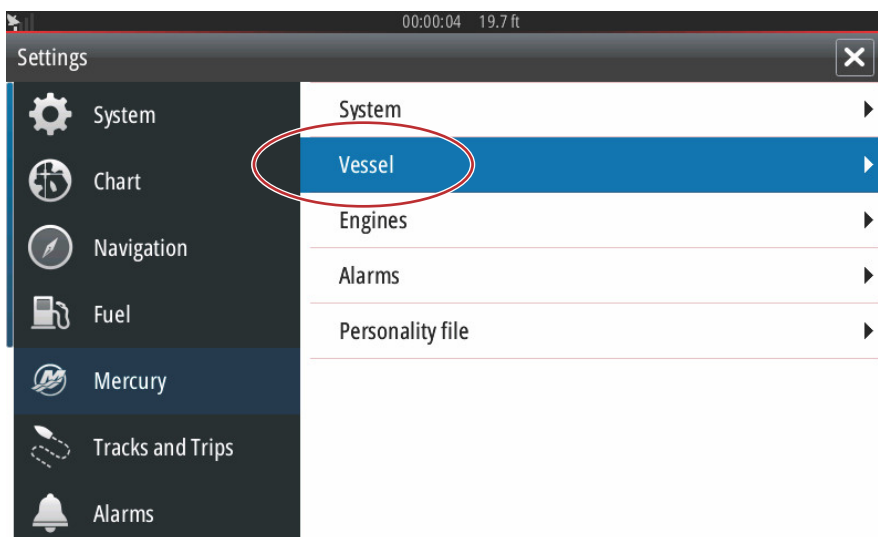 00:00:04 19.7 ft
Settings
System
Chart
Navigation
Fuel
Mercury
Tracks and Trips
Alarms
System
Vessel
Engines
Alarms
Personality file